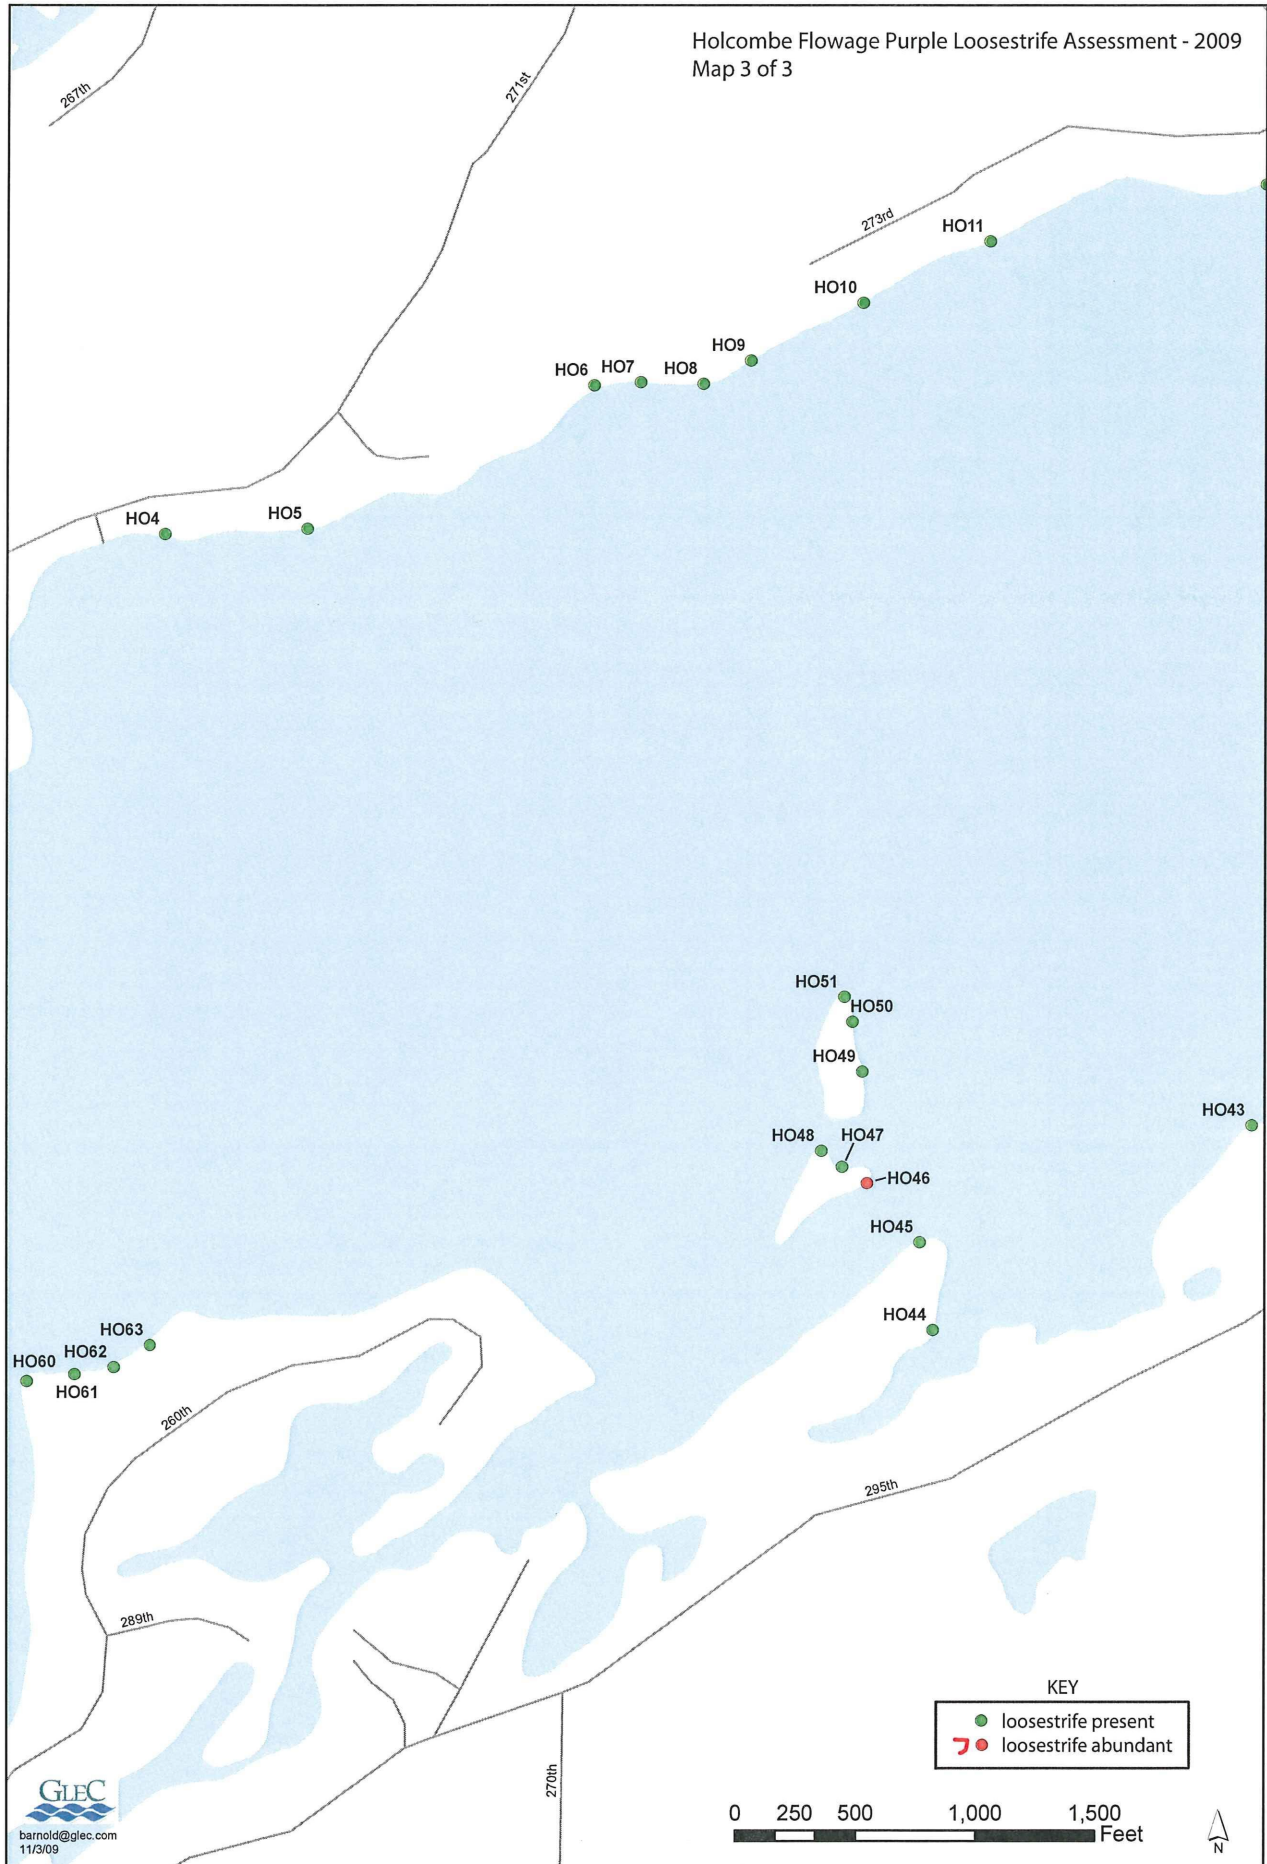 Holcombe Flowage Purple Loosestrife Assessment - 2009
Map 3 of 3
267th
271st
273rd
HO11
HO10
HO9
HO6
HO7
HO8
HO4
HO5
HO51
HO50
HO49
HO43
HO48
HO47
HO46
HO45
HO44
HO63
HO62
HO60
HO61
260th
295th
289th
270th
KEY
loosestrife present
loosestrife abundant
0 250 500 1,000 1,500
Feet
N
GLEC
barnold@glec.com
11/3/09